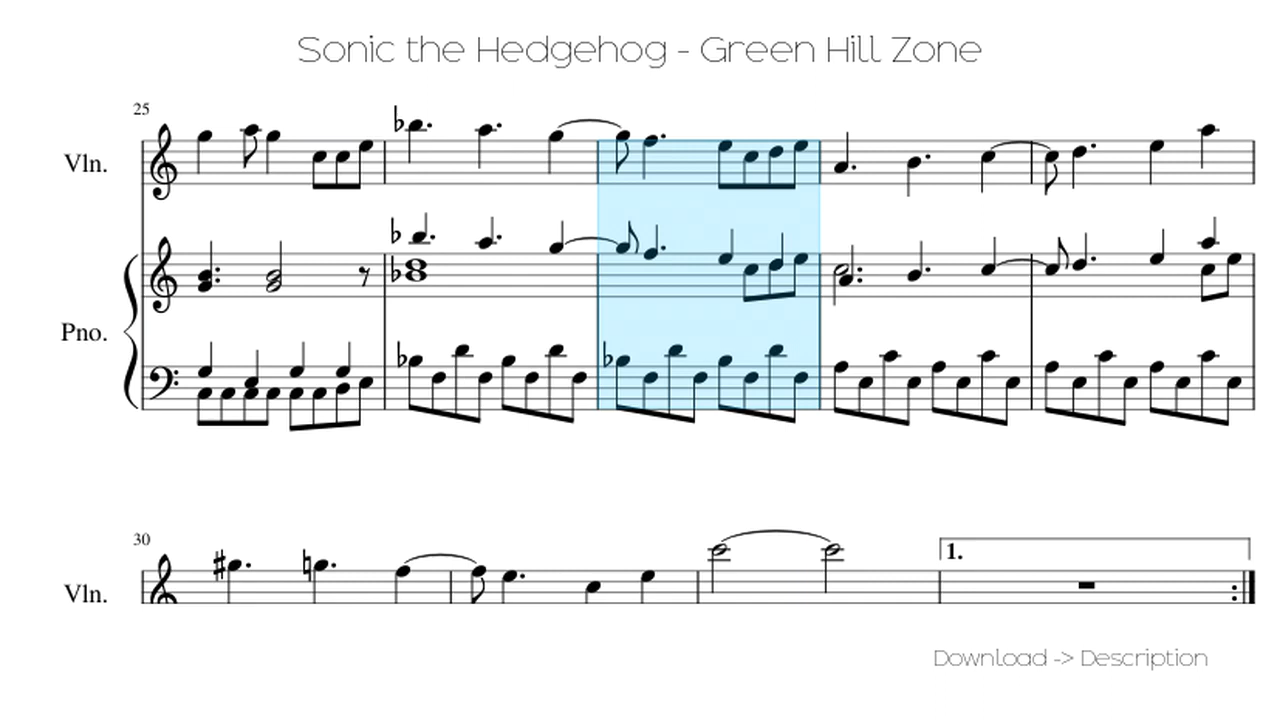 Sonic the Hedgehog - Green Hill Zone
25
Vln.
Pno.
30
1.
Vln.
Download -> Description